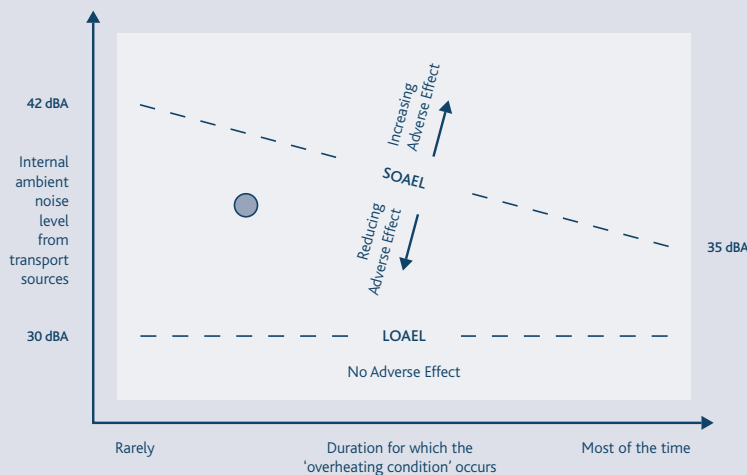 42 dBA
Internal
ambient
noise
level
from
transport
sources
30 dBA
Increasing
Adverse Effect
SOAEL
Reducing
Adverse Effect
35 dBA
LOAEL
No Adverse Effect
Rarely
Duration for which the
'overheating condition' occurs
Most of the time